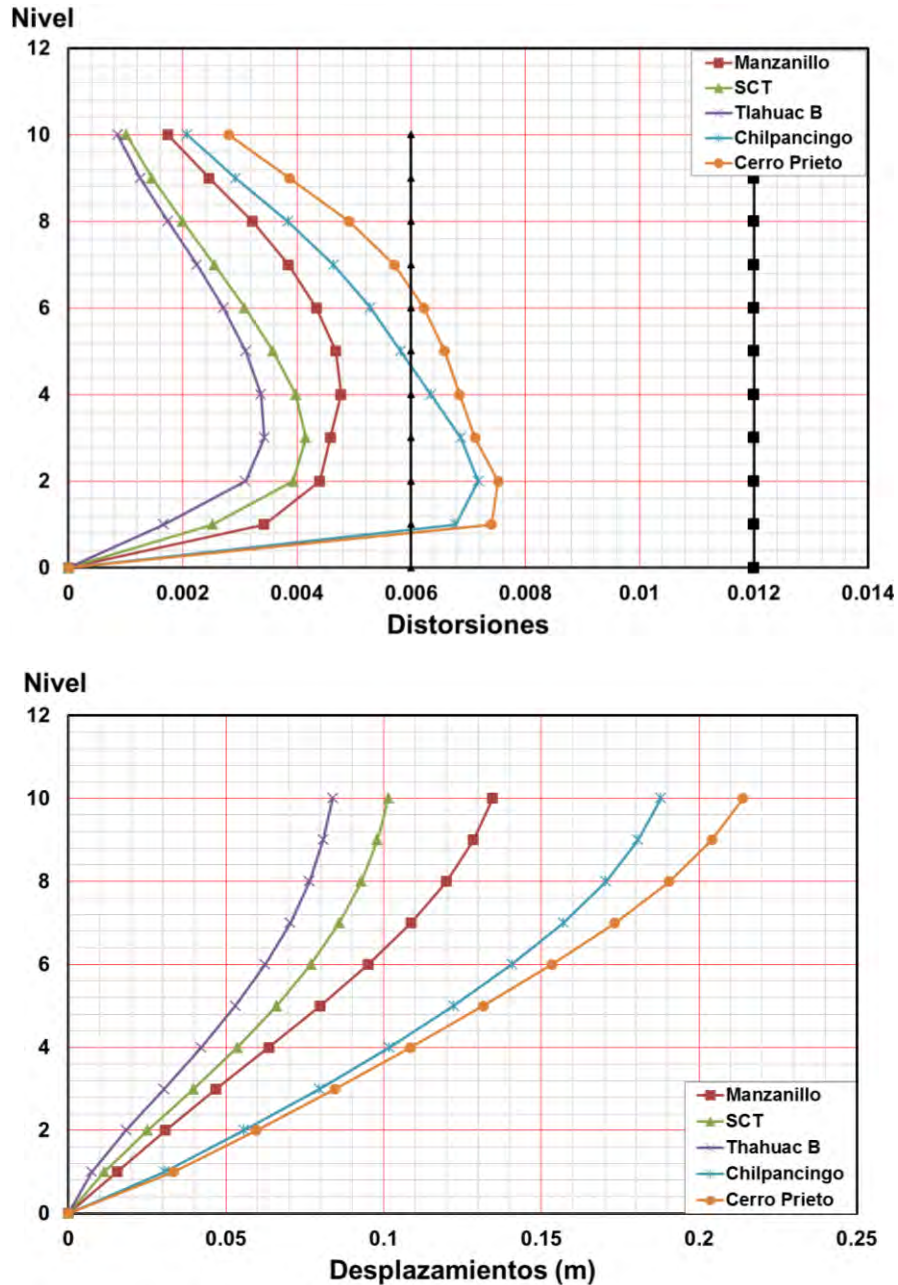 Nivel
12
10
8
6
4
2
0
Manzanillo
SCT
Tlahuac B
Chilpancingo
Cerro Prieto
0 0.002 0.004 0.006 0.008 0.01 0.012 0.014
Distorsiones
Nivel
12
10
8
6
4
2
0
Manzanillo
SCT
Thahuac B
Chilpancingo
Cerro Prieto
0 0.05 0.1 0.15 0.2 0.25
Desplazamientos (m)